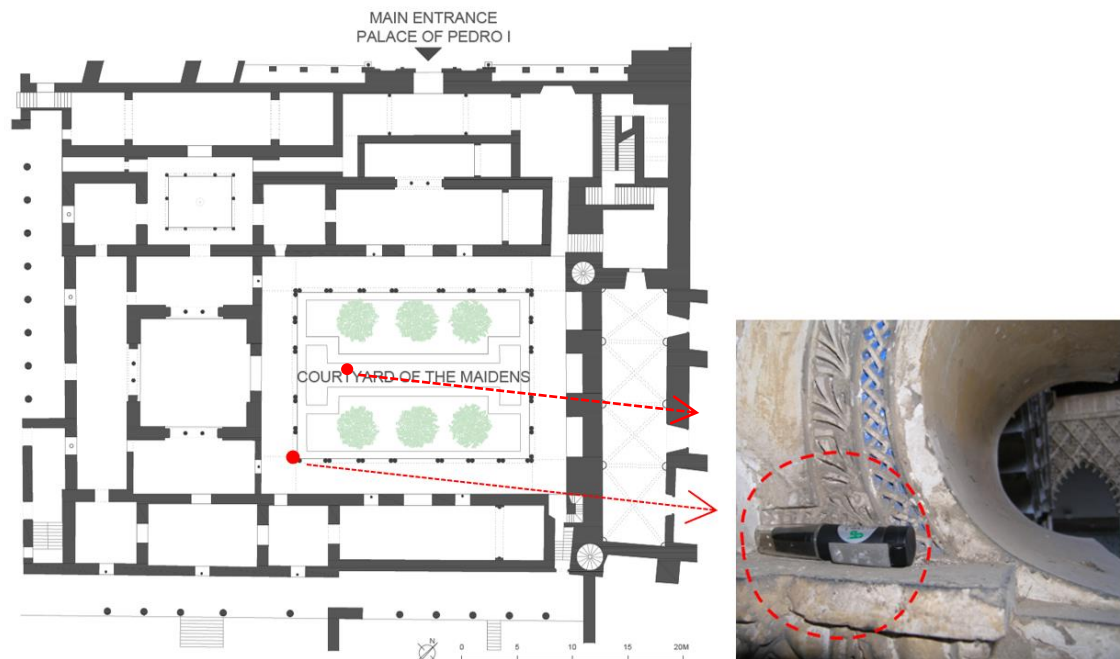 MAIN ENTRANCE
PALACE OF PEDRO I
COURTYARD OF THE MAIDENS
N
0 5 10 15 20M